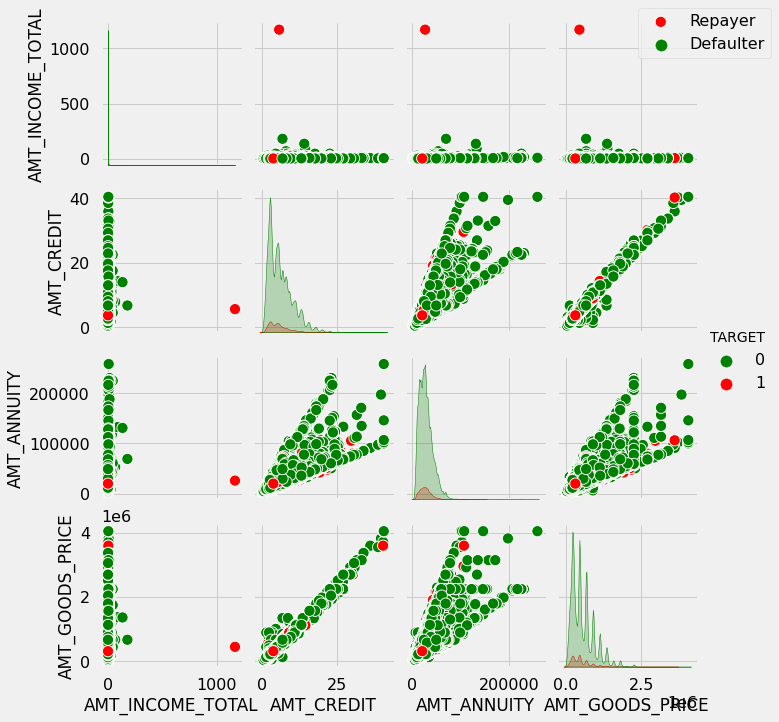 Repayer
Defaulter
AMT_INCOME_TOTAL
1000
500
0
AMT_CREDIT
40
20
0
TARGET
0
1
AMT_ANNUITY
200000
100000
0
1e6
AMT_GOODS_PRICE
4
2
0
0 1000 0 25 0 200000 0.0 2.5
1e6
AMT_INCOME_TOTAL AMT_CREDIT AMT_ANNUITY AMT_GOODS_PRICE